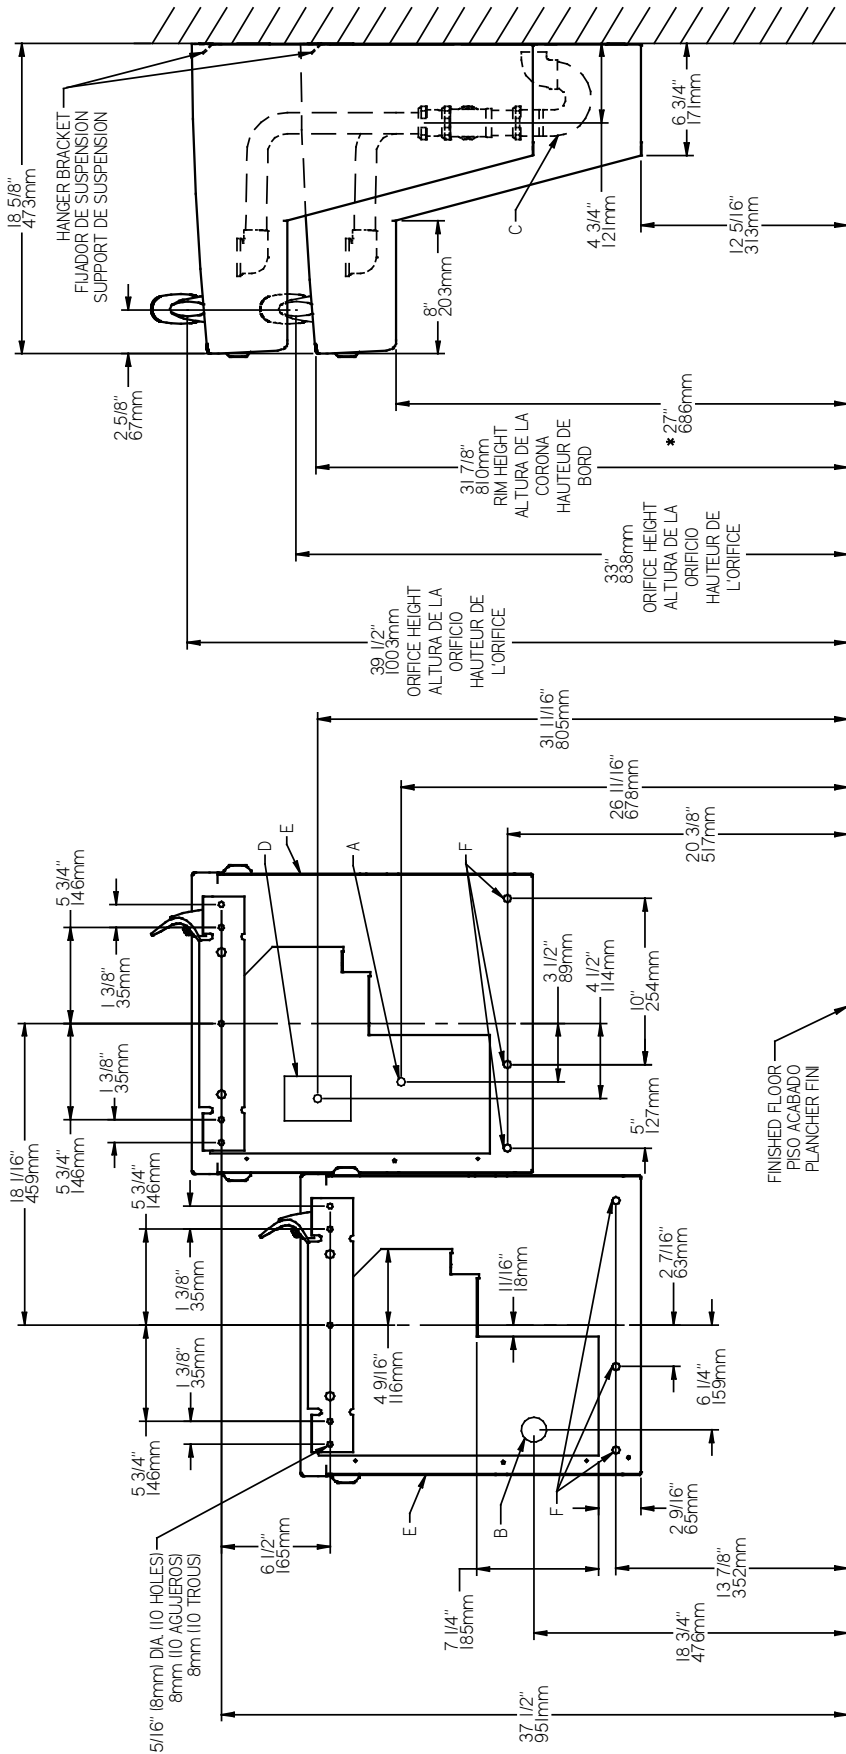 18 5/8"
473mm
HANGER BRACKET
FIJADOR DE SUSPENSION
SUPPORT DE SUSPENSION
2 5/8"
67mm
8"
203mm
C
4 3/4"
121mm
6 3/4"
171mm
12 5/16"
313mm
* 27"
686mm
31 7/8"
810mm
RIM HEIGHT
ALTURA DE LA
CORONA
HAUTEUR DE
BORD
33"
838mm
ORIFICE HEIGHT
ALTURA DE LA
ORIFICIO
HAUTEUR DE
L'ORIFICE
39 1/2"
1003mm
ORIFICE HEIGHT
ALTURA DE LA
ORIFICIO
HAUTEUR DE
L'ORIFICE
31 11/16"
805mm
26 11/16"
678mm
20 3/8"
517mm
18 1/16"
459mm
5 3/4"
146mm
1 3/8"
35mm
1 3/8"
35mm
5 3/4"
146mm
5 3/4"
146mm
1 3/8"
35mm
1 3/8"
35mm
5 3/4"
146mm
D
E
A
F
3 1/2"
89mm
4 1/2"
114mm
10"
254mm
5"
127mm
FINISHED FLOOR
PISO ACABADO
PLANCHER FINI
5/16" (8mm) DIA. (10 HOLES)
8mm (10 AGUJEROS)
8mm (10 TROUS)
6 1/2"
165mm
4 9/16"
116mm
11/16"
18mm
2 7/16"
63mm
6 1/4"
159mm
E
B
F
2 9/16"
65mm
7 1/4"
185mm
13 7/8"
352mm
18 3/4"
476mm
37 1/2"
951mm